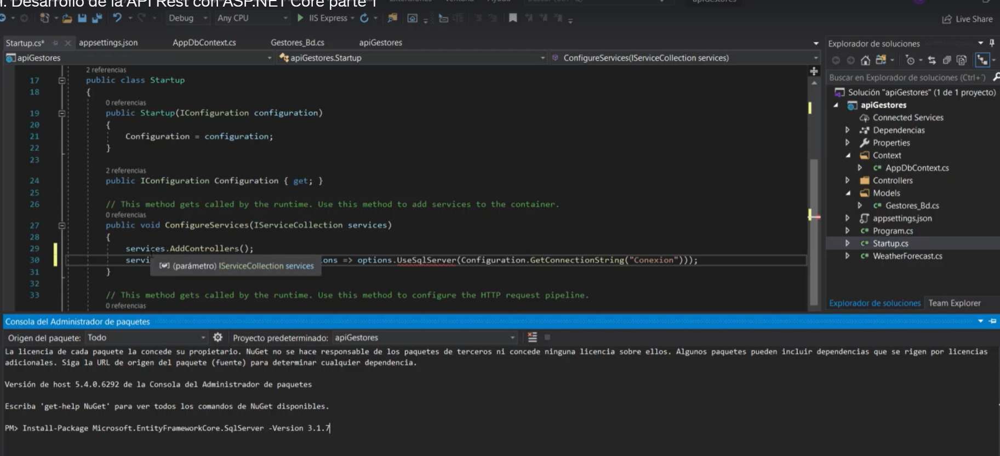 . Desarrollo de la API Rest con ASP.NET Core parte 1
Debug
Any CPU
IIS Express
Live Share
Startup.cs*
appsettings.json
AppDbContext.cs
Gestores_Bd.cs
apiGestores
apiGestores
apiGestores.Startup
ConfigureServices(IServiceCollection services)
2 referencias
17 public class Startup
18 {
0 referencias
19 public Startup(IConfiguration configuration)
20 {
21 Configuration = configuration;
22 }
23
2 referencias
24 public IConfiguration Configuration { get; }
25
26 // This method gets called by the runtime. Use this method to add services to the container.
0 referencias
27 public void ConfigureServices(IServiceCollection services)
28 {
29 services.AddControllers();
30 servi ons => options.UseSqlServer(Configuration.GetConnectionString("Conexion")));
(parámetro) IServiceCollection services
31 }
32
33 // This method gets called by the runtime. Use this method to configure the HTTP request pipeline.
0 referencias
Explorador de soluciones
Buscar en Explorador de soluciones (Ctrl+¨)
Solución "apiGestores" (1 de 1 proyecto)
apiGestores
Connected Services
Dependencias
Properties
Context
C# AppDbContext.cs
Controllers
Models
C# Gestores_Bd.cs
appsettings.json
C# Program.cs
C# Startup.cs
C# WeatherForecast.cs
Explorador de soluciones Team Explorer
Consola del Administrador de paquetes
Origen del paquete: Todo
Proyecto predeterminado: apiGestores
La licencia de cada paquete la concede su propietario. NuGet no se hace responsable de los paquetes de terceros ni concede ninguna licencia sobre ellos. Algunos paquetes pueden incluir dependencias que se rigen por licencias
adicionales. Siga la URL de origen del paquete (fuente) para determinar cualquier dependencia.
Versión de host 5.4.0.6292 de la Consola del Administrador de paquetes
Escriba 'get-help NuGet' para ver todos los comandos de NuGet disponibles.
PM> Install-Package Microsoft.EntityFrameworkCore.SqlServer -Version 3.1.7